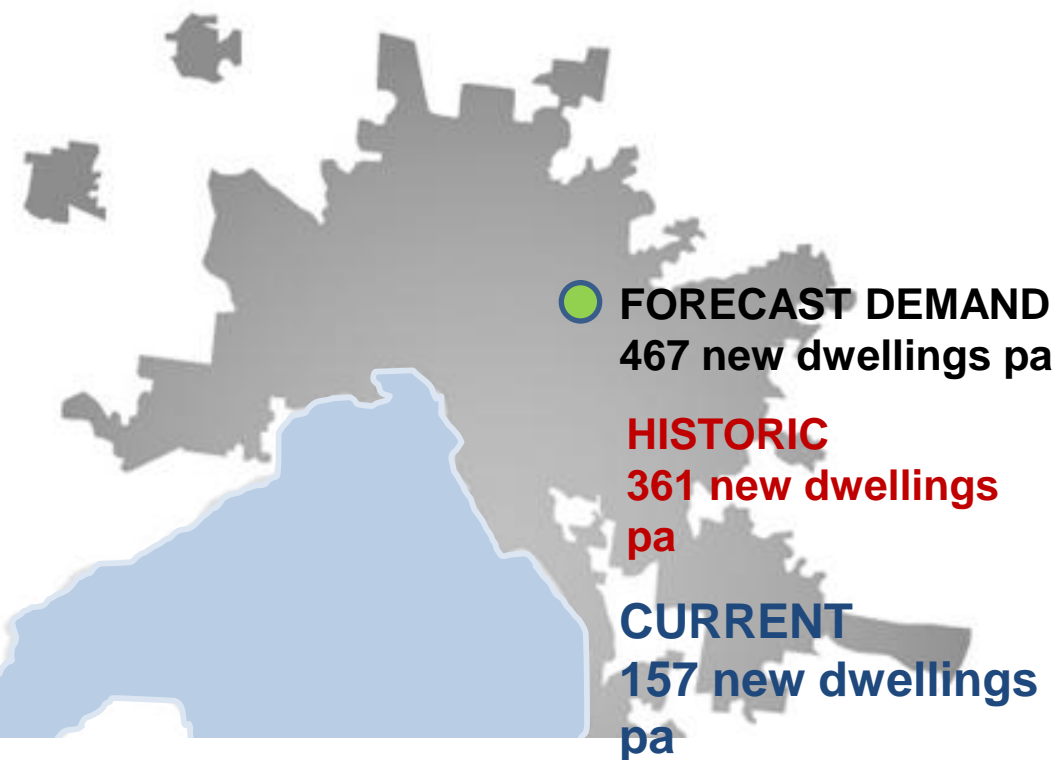 FORECAST DEMAND
467 new dwellings pa
HISTORIC
361 new dwellings
pa
CURRENT
157 new dwellings
pa